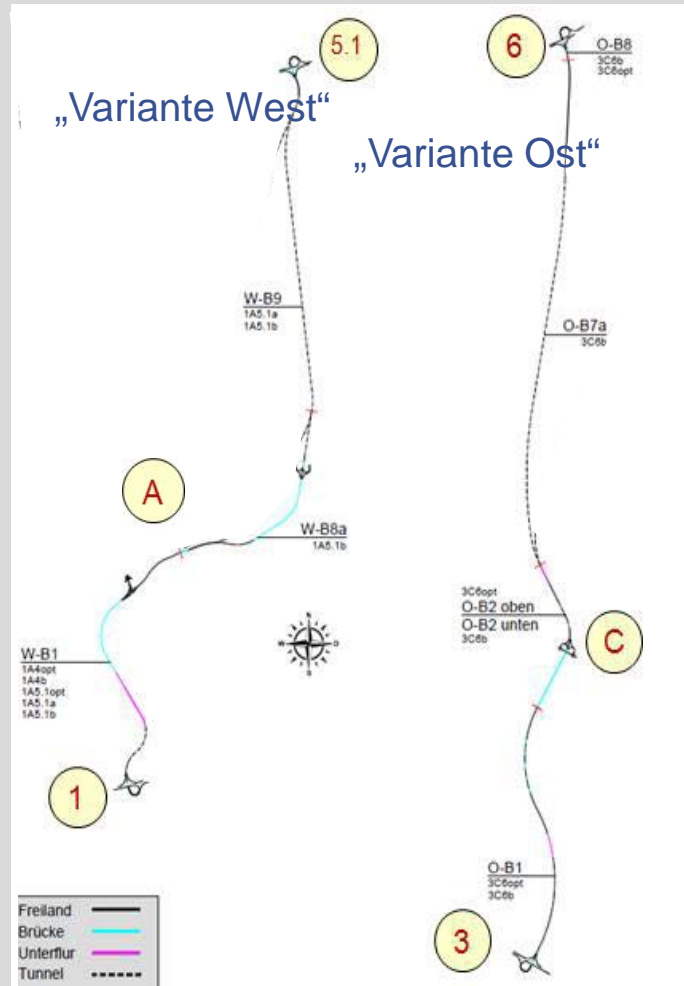 5.1
„Variante West“
W-B9
1A5.1a
1A5.1b
A
W-B8a
1A5.1b
W-B1
1A4opt
1A4b
1A5.1opt
1A5.1a
1A5.1b
1
6
O-B8
3C6b
3C6opt
„Variante Ost“
O-B7a
3C6b
3C6opt
O-B2 oben
O-B2 unten
3C6b
C
O-B1
3C6opt
3C6b
3
N
W
O
S
Freiland
Brücke
Unterflur
Tunnel